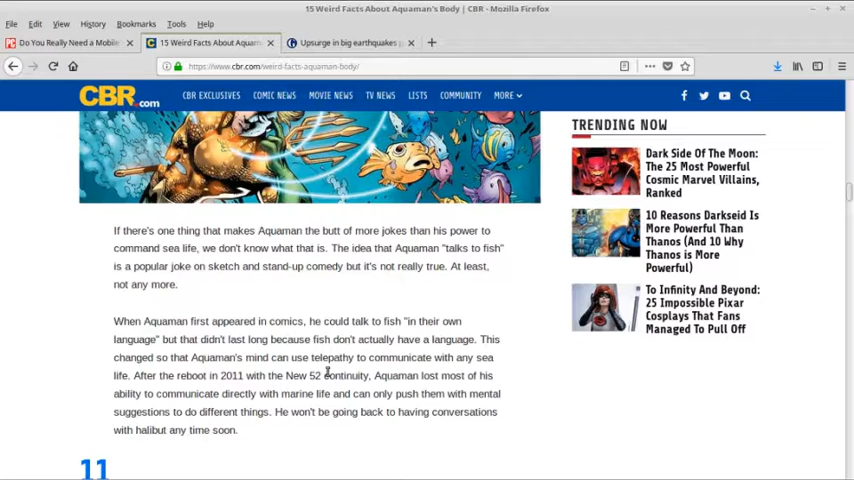 15 Weird Facts About Aquaman's Body | CBR - Mozilla Firefox
File Edit View History Bookmarks Tools Help
Do You Really Need a Mobile
15 Weird Facts About Aquam
Upsurge in big earthquakes j
https://www.cbr.com/weird-facts-aquaman-body/
CBR.com
CBR EXCLUSIVES COMIC NEWS MOVIE NEWS TV NEWS LISTS COMMUNITY MORE
If there's one thing that makes Aquaman the butt of more jokes than his power to
command sea life, we don't know what that is. The idea that Aquaman "talks to fish"
is a popular joke on sketch and stand-up comedy but it's not really true. At least,
not any more.
When Aquaman first appeared in comics, he could talk to fish "in their own
language" but that didn't last long because fish don't actually have a language. This
changed so that Aquaman's mind can use telepathy to communicate with any sea
life. After the reboot in 2011 with the New 52 continuity, Aquaman lost most of his
ability to communicate directly with marine life and can only push them with mental
suggestions to do different things. He won't be going back to having conversations
with halibut any time soon.
11
TRENDING NOW
Dark Side Of The Moon:
The 25 Most Powerful
Cosmic Marvel Villains,
Ranked
10 Reasons Darkseid Is
More Powerful Than
Thanos (And 10 Why
Thanos is More
Powerful)
To Infinity And Beyond:
25 Impossible Pixar
Cosplays That Fans
Managed To Pull Off